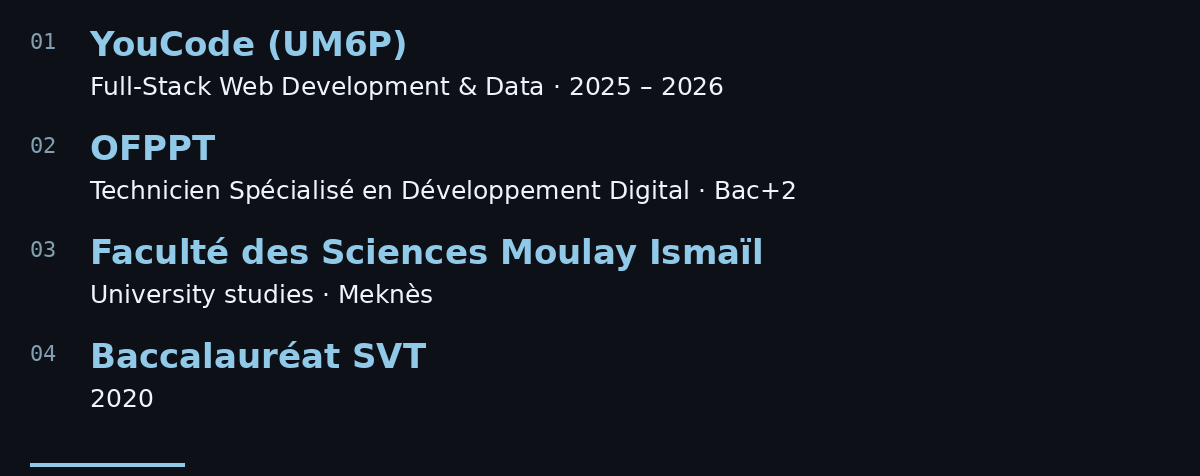 01 YouCode (UM6P)
Full-Stack Web Development & Data · 2025 – 2026
02 OFPPT
Technicien Spécialisé en Développement Digital · Bac+2
03 Faculté des Sciences Moulay Ismaïl
University studies · Meknès
04 Baccalauréat SVT
2020